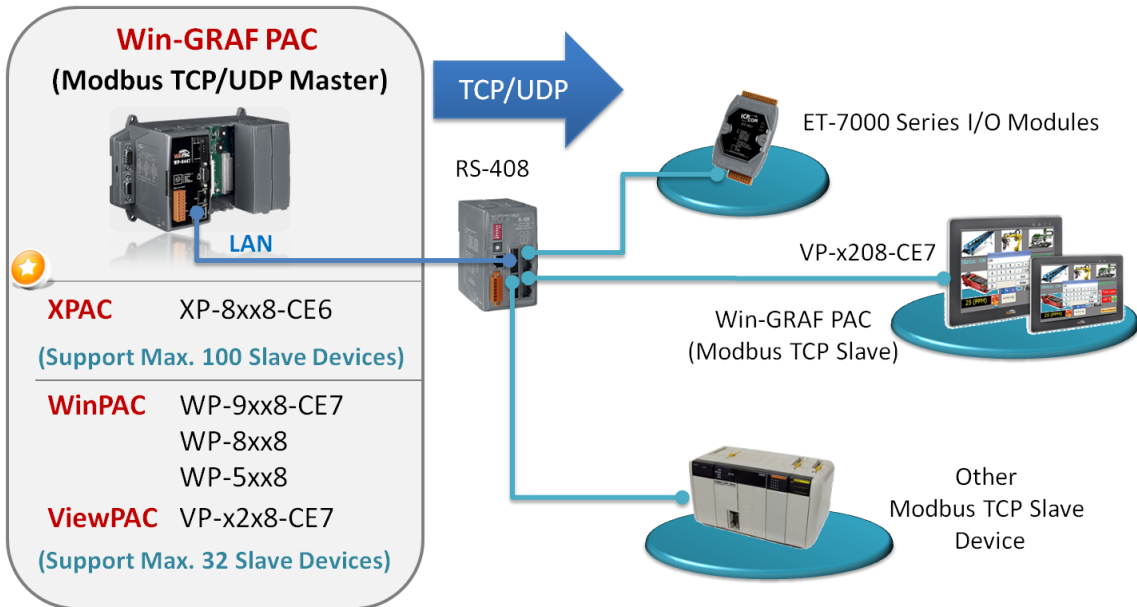 Win-GRAF PAC
(Modbus TCP/UDP Master)
LAN
XPAC XP-8xx8-CE6
(Support Max. 100 Slave Devices)
WinPAC WP-9xx8-CE7
WP-8xx8
WP-5xx8
ViewPAC VP-x2x8-CE7
(Support Max. 32 Slave Devices)
TCP/UDP
RS-408
ET-7000 Series I/O Modules
VP-x208-CE7
Win-GRAF PAC
(Modbus TCP Slave)
25 (PPM)
Other
Modbus TCP Slave
Device